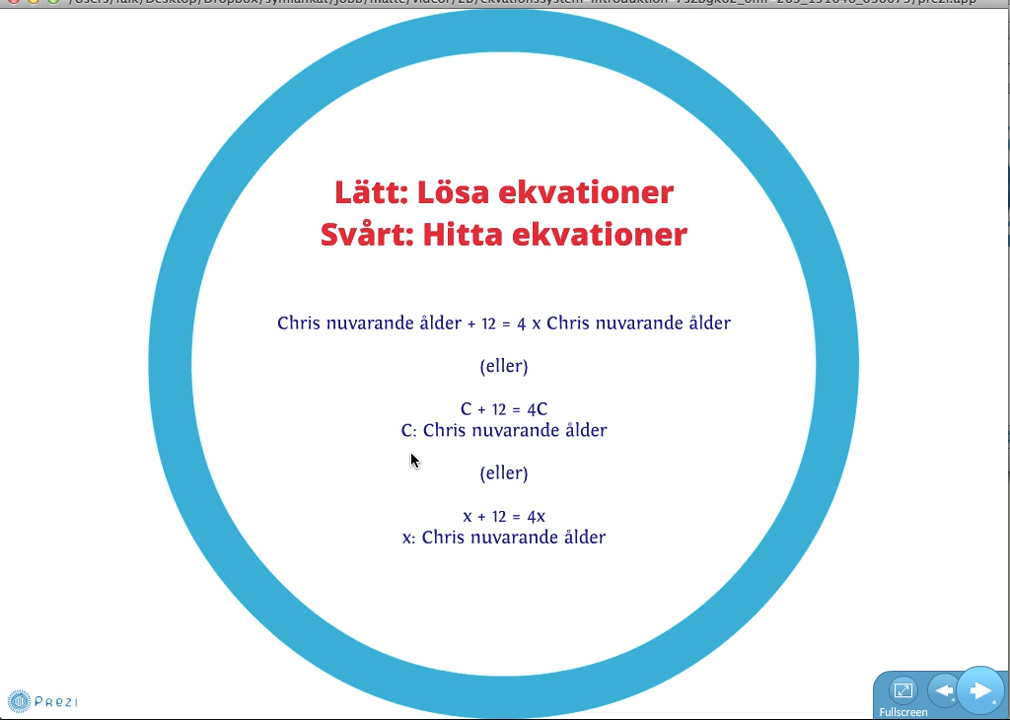 Lätt: Lösa ekvationer
Svårt: Hitta ekvationer
Chris nuvarande ålder + 12 = 4 x Chris nuvarande ålder
(eller)
C + 12 = 4C
C: Chris nuvarande ålder
(eller)
x + 12 = 4x
x: Chris nuvarande ålder
Prezi
Fullscreen